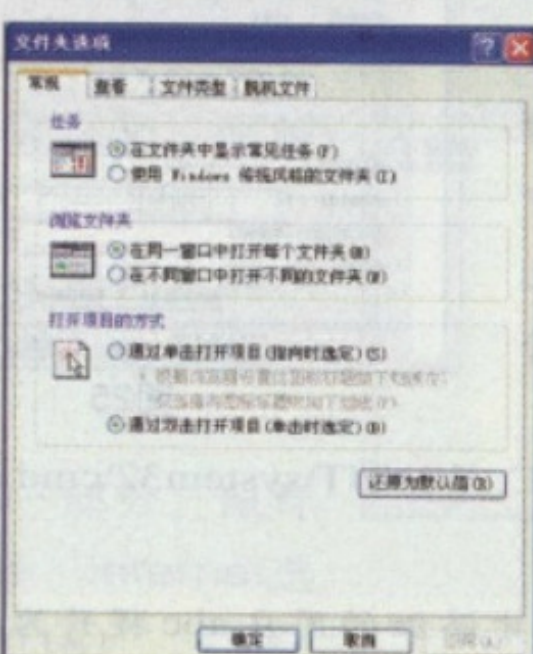 文件夹选项
常规 查看 文件类型 脱机文件
任务
在文件夹中显示常见任务(F)
使用 Windows 传统风格的文件夹(I)
浏览文件夹
在同一窗口中打开每个文件夹(M)
在不同窗口中打开不同的文件夹(W)
打开项目的方式
通过单击打开项目(指向时选定)(S)
通过双击打开项目(单击时选定)(D)
还原为默认值(R)
确定 取消